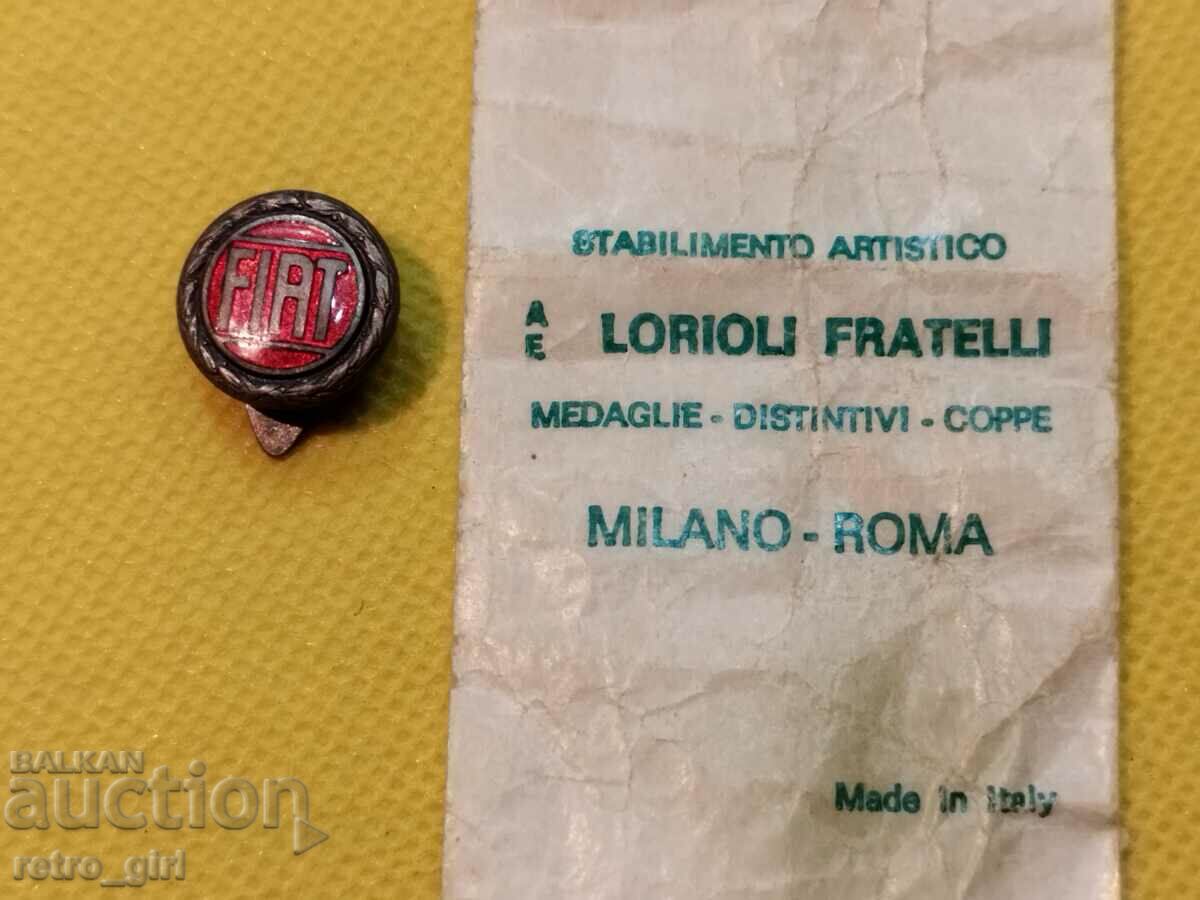 FIAT
STABILIMENTO ARTISTICO
A
E
LORIOLI FRATELLI
MEDAGLIE - DISTINTIVI - COPPE
MILANO - ROMA
Made in Italy
BALKAN
auction
retro_girl